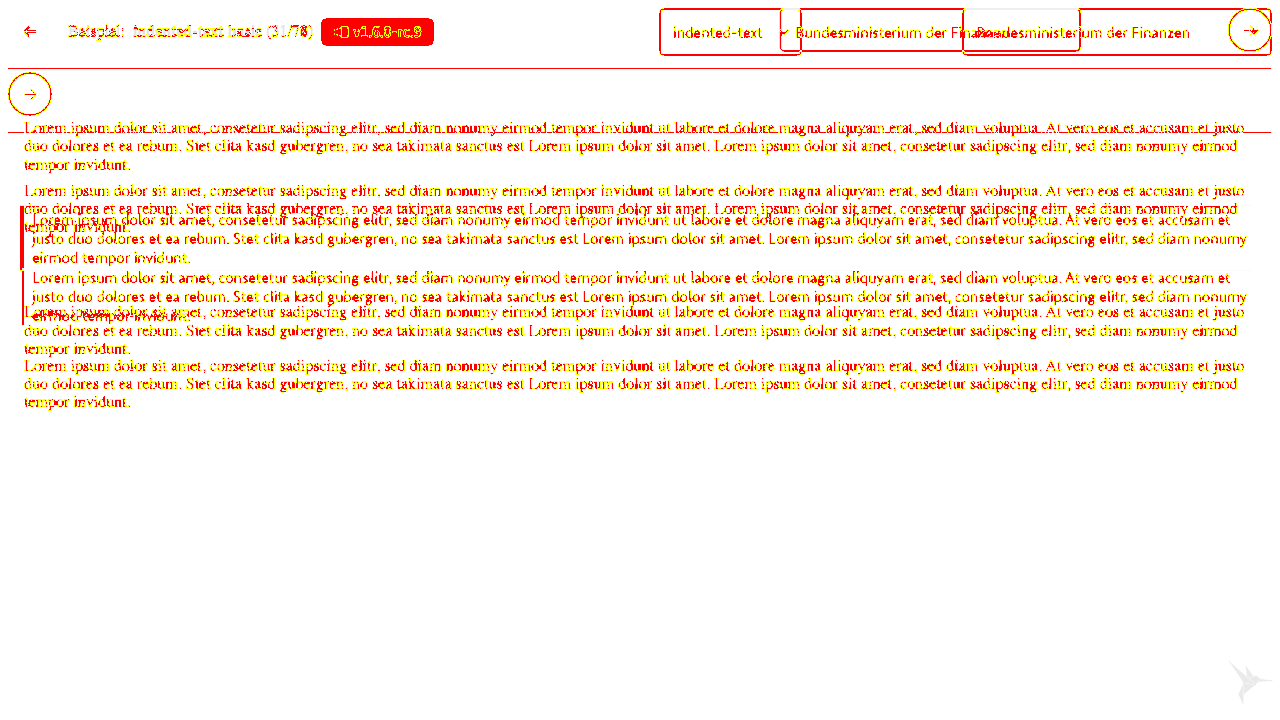 Beispiel: indented-text basic (31/70) v1.6.0-rc.9
indented-text
Bundesministerium der Finanzen
Bundesministerium der Finanzen
Lorem ipsum dolor sit amet, consetetur sadipscing elitr, sed diam nonumy eirmod tempor invidunt ut labore et dolore magna aliquyam erat, sed diam voluptua. At vero eos et accusam et justo
duo dolores et ea rebum. Stet clita kasd gubergren, no sea takimata sanctus est Lorem ipsum dolor sit amet. Lorem ipsum dolor sit amet, consetetur sadipscing elitr, sed diam nonumy eirmod
tempor invidunt.
Lorem ipsum dolor sit amet, consetetur sadipscing elitr, sed diam nonumy eirmod tempor invidunt ut labore et dolore magna aliquyam erat, sed diam voluptua. At vero eos et accusam et justo
duo dolores et ea rebum. Stet clita kasd gubergren, no sea takimata sanctus est Lorem ipsum dolor sit amet. Lorem ipsum dolor sit amet, consetetur sadipscing elitr, sed diam nonumy eirmod
tempor invidunt.
Lorem ipsum dolor sit amet, consetetur sadipscing elitr, sed diam nonumy eirmod tempor invidunt ut labore et dolore magna aliquyam erat, sed diam voluptua. At vero eos et accusam et
justo duo dolores et ea rebum. Stet clita kasd gubergren, no sea takimata sanctus est Lorem ipsum dolor sit amet. Lorem ipsum dolor sit amet, consetetur sadipscing elitr, sed diam nonumy
eirmod tempor invidunt.
Lorem ipsum dolor sit amet, consetetur sadipscing elitr, sed diam nonumy eirmod tempor invidunt ut labore et dolore magna aliquyam erat, sed diam voluptua. At vero eos et accusam et
justo duo dolores et ea rebum. Stet clita kasd gubergren, no sea takimata sanctus est Lorem ipsum dolor sit amet. Lorem ipsum dolor sit amet, consetetur sadipscing elitr, sed diam nonumy
eirmod tempor invidunt.
Lorem ipsum dolor sit amet, consetetur sadipscing elitr, sed diam nonumy eirmod tempor invidunt ut labore et dolore magna aliquyam erat, sed diam voluptua. At vero eos et accusam et justo
duo dolores et ea rebum. Stet clita kasd gubergren, no sea takimata sanctus est Lorem ipsum dolor sit amet. Lorem ipsum dolor sit amet, consetetur sadipscing elitr, sed diam nonumy eirmod
tempor invidunt.
Lorem ipsum dolor sit amet, consetetur sadipscing elitr, sed diam nonumy eirmod tempor invidunt ut labore et dolore magna aliquyam erat, sed diam voluptua. At vero eos et accusam et justo
duo dolores et ea rebum. Stet clita kasd gubergren, no sea takimata sanctus est Lorem ipsum dolor sit amet. Lorem ipsum dolor sit amet, consetetur sadipscing elitr, sed diam nonumy eirmod
tempor invidunt.